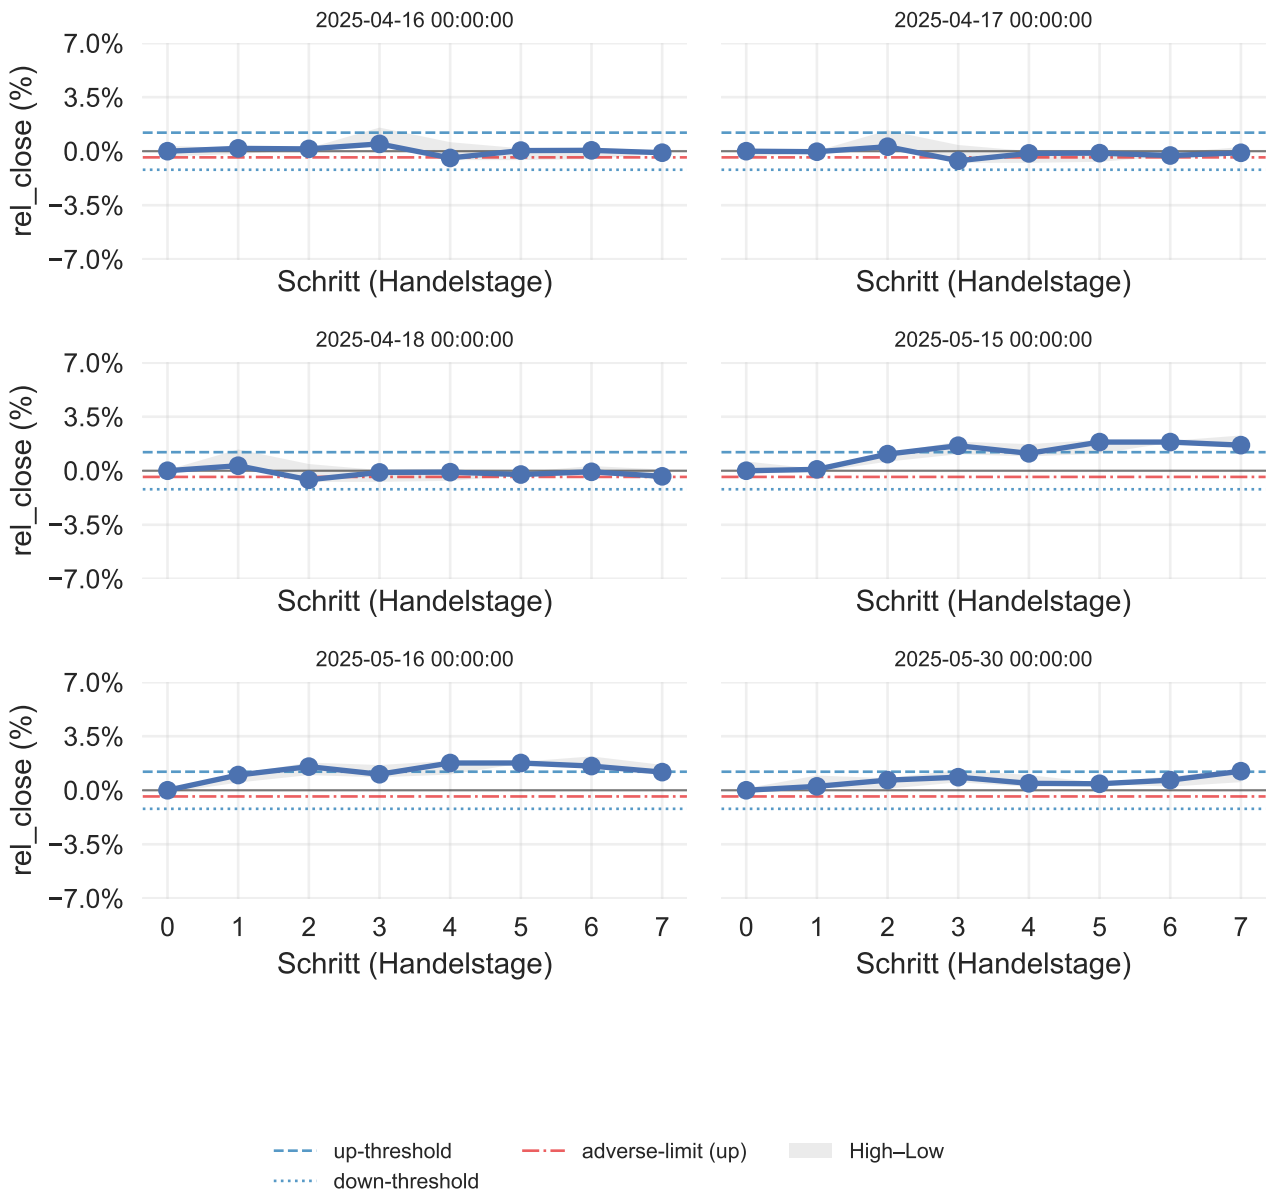 2025-04-16 00:00:00
2025-04-17 00:00:00
7.0%
3.5%
0.0%
−3.5%
−7.0%
rel_close (%)
Schritt (Handelstage)
Schritt (Handelstage)
2025-04-18 00:00:00
2025-05-15 00:00:00
7.0%
3.5%
0.0%
−3.5%
−7.0%
rel_close (%)
Schritt (Handelstage)
Schritt (Handelstage)
2025-05-16 00:00:00
2025-05-30 00:00:00
7.0%
3.5%
0.0%
−3.5%
−7.0%
rel_close (%)
0 1 2 3 4 5 6 7
0 1 2 3 4 5 6 7
Schritt (Handelstage)
Schritt (Handelstage)
up-threshold
down-threshold
adverse-limit (up)
High–Low